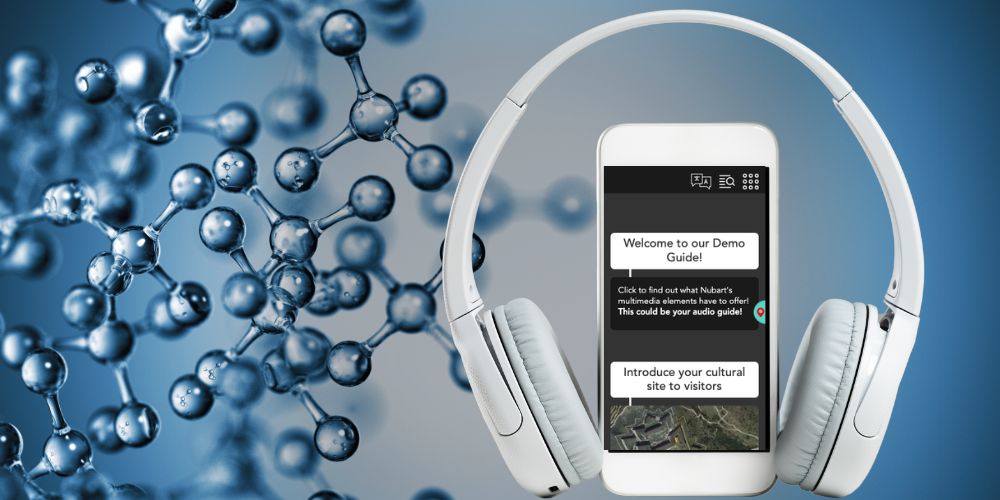 Welcome to our Demo
Guide!
Click to find out what Nubart's
multimedia elements have to offer!
This could be your audio guide!
Introduce your cultural
site to visitors